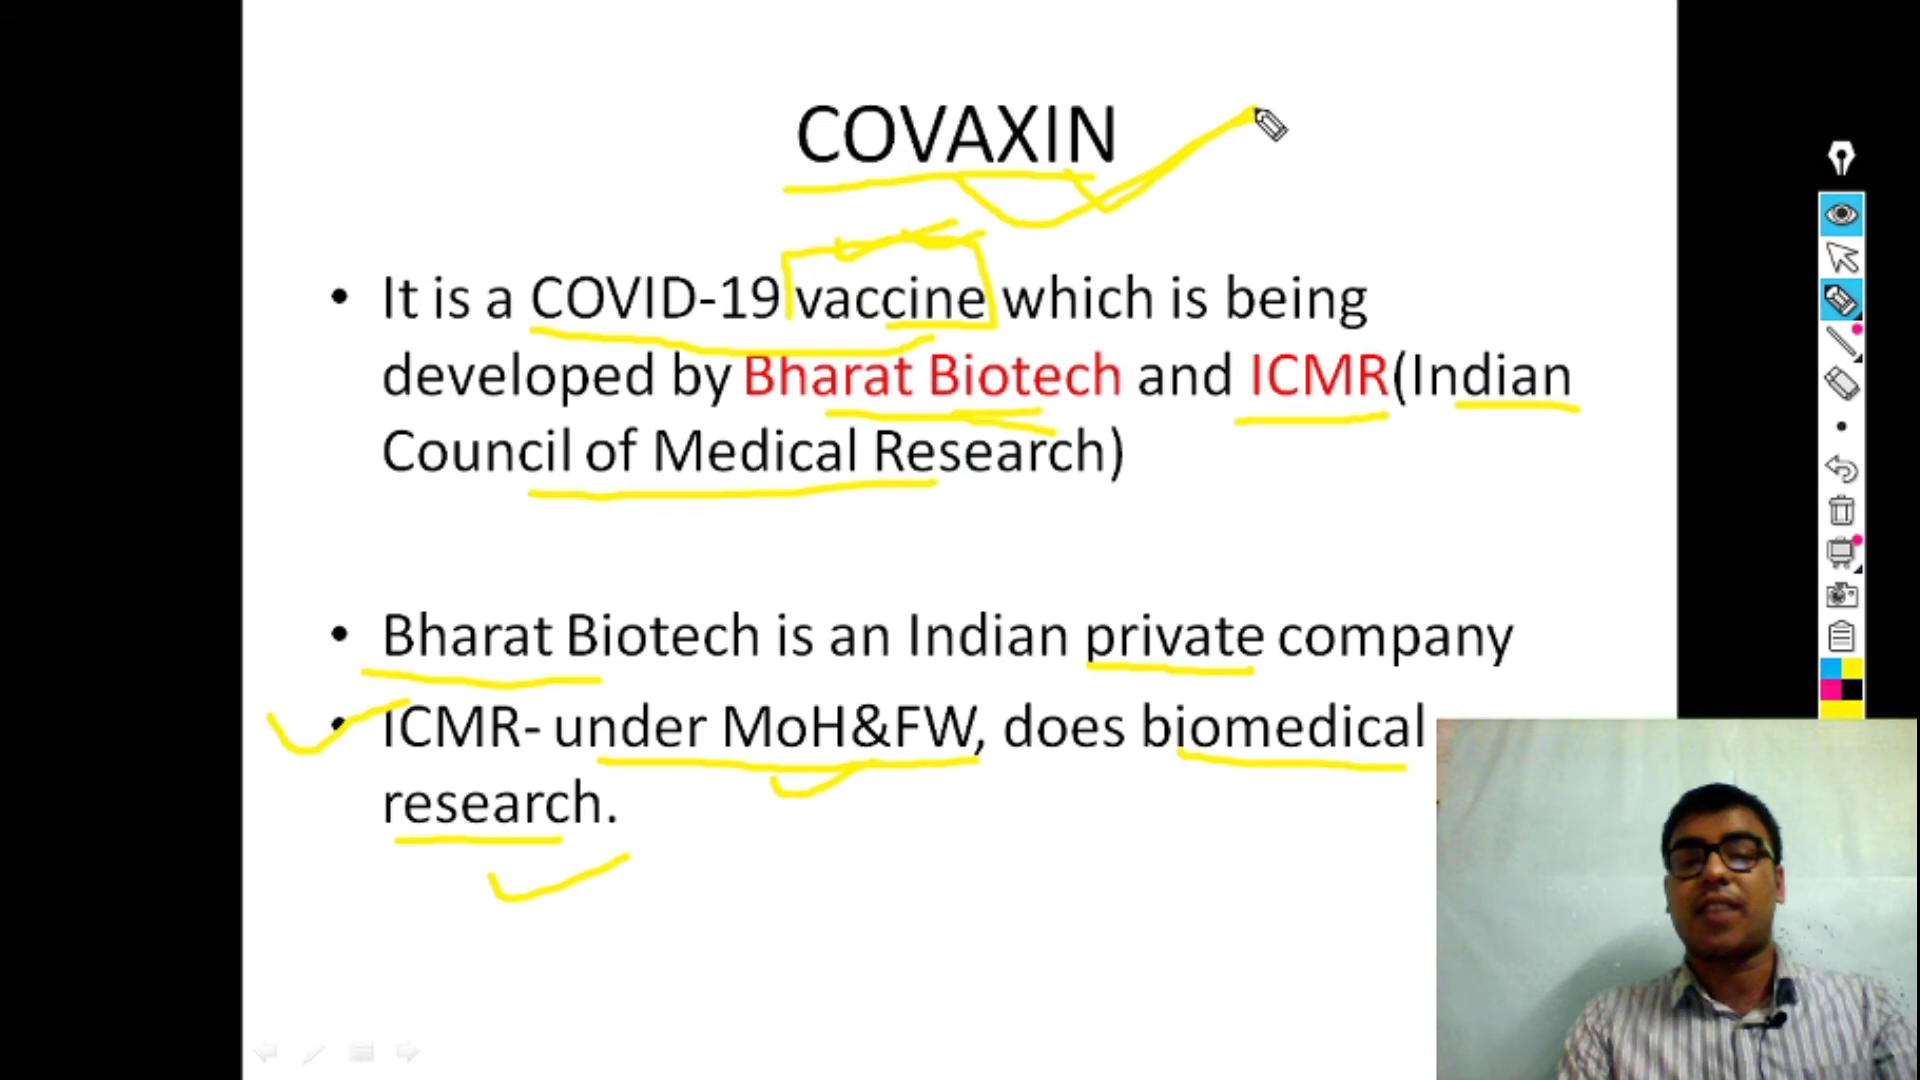 COVAXIN
• It is a COVID-19 vaccine which is being
developed by Bharat Biotech and ICMR(Indian
Council of Medical Research)
• Bharat Biotech is an Indian private company
• ICMR- under MoH&FW, does biomedical
research.